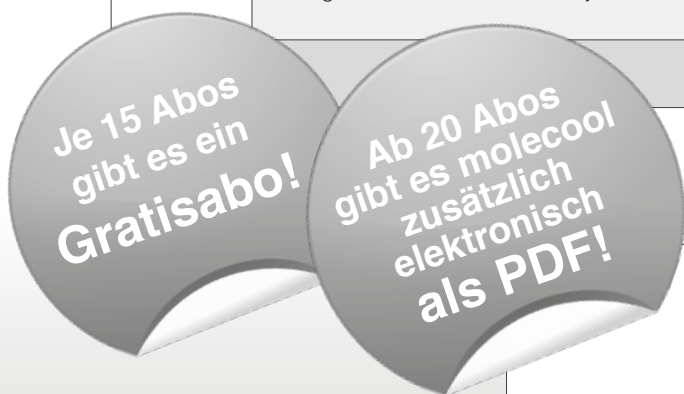 Je 15 Abos
gibt es ein
Gratisabo!
Ab 20 Abos
gibt es molecool
zusätzlich
elektronisch
als PDF!